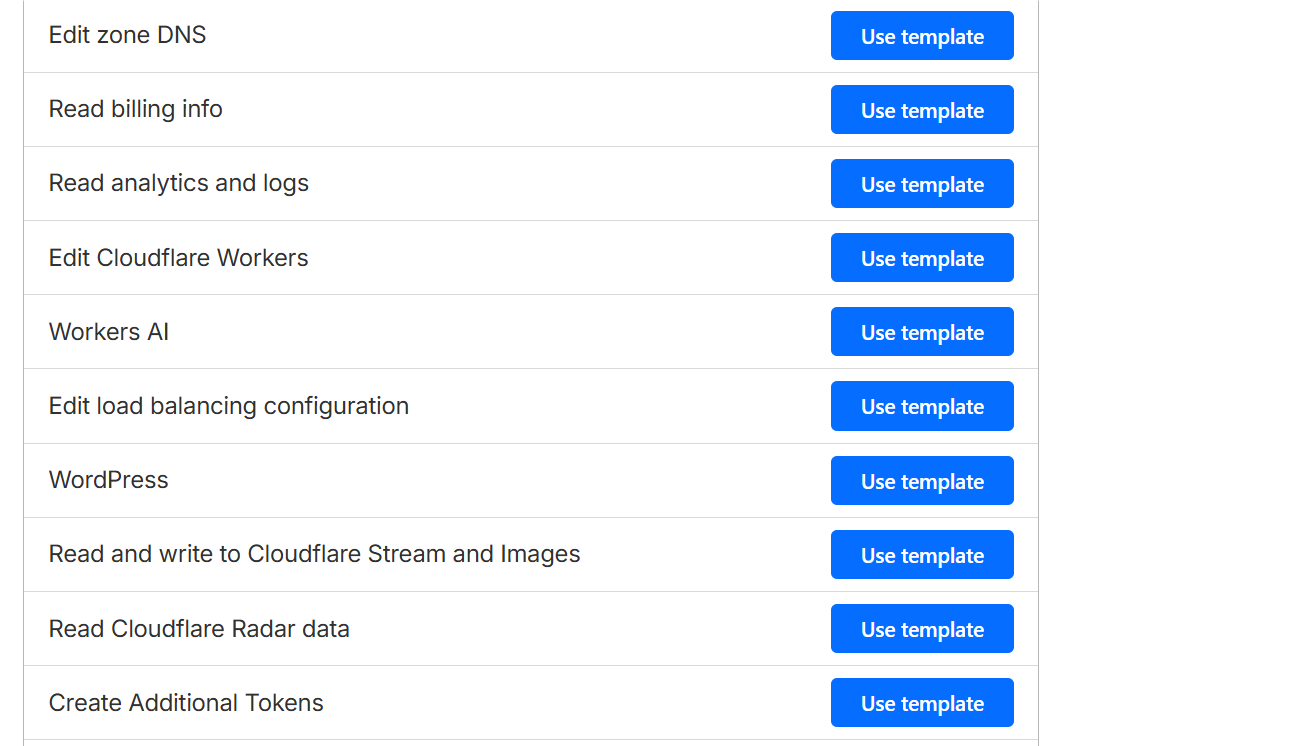 Edit zone DNS Use template
Read billing info Use template
Read analytics and logs Use template
Edit Cloudflare Workers Use template
Workers AI Use template
Edit load balancing configuration Use template
WordPress Use template
Read and write to Cloudflare Stream and Images Use template
Read Cloudflare Radar data Use template
Create Additional Tokens Use template